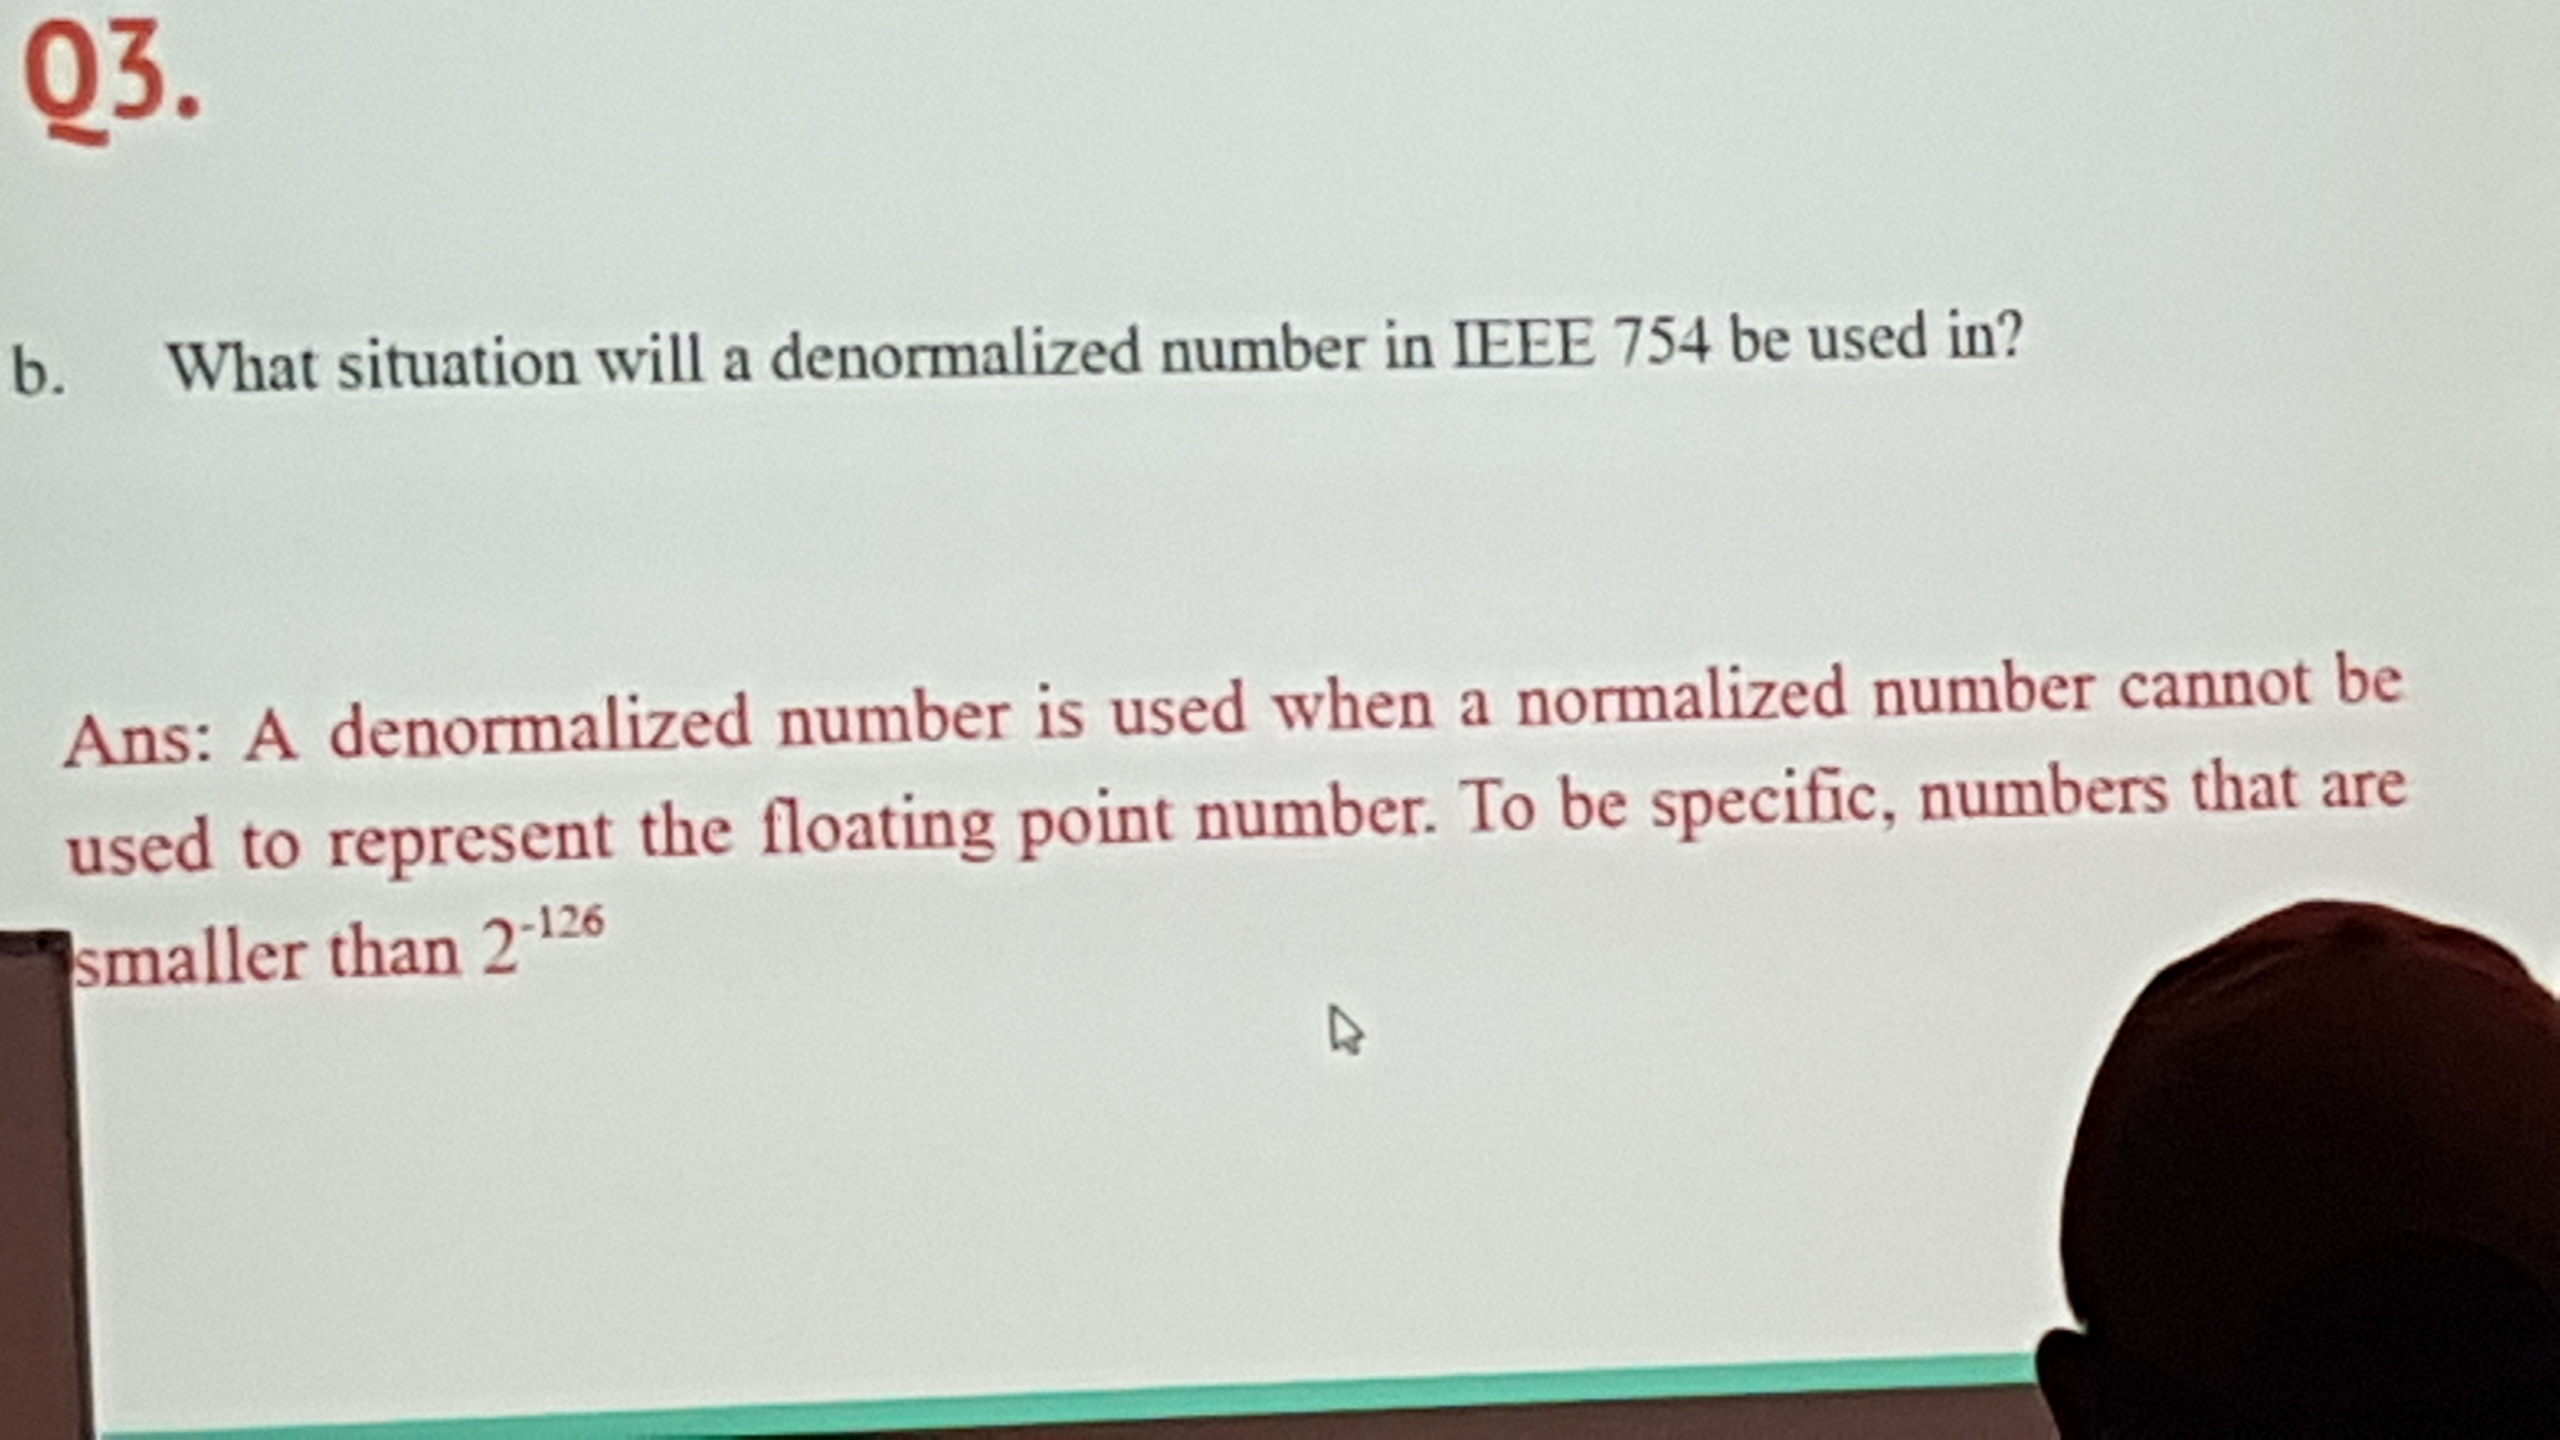 Q3.
b. What situation will a denormalized number in IEEE 754 be used in?
Ans: A denormalized number is used when a normalized number cannot be
used to represent the floating point number. To be specific, numbers that are
smaller than 2⁻¹²⁶